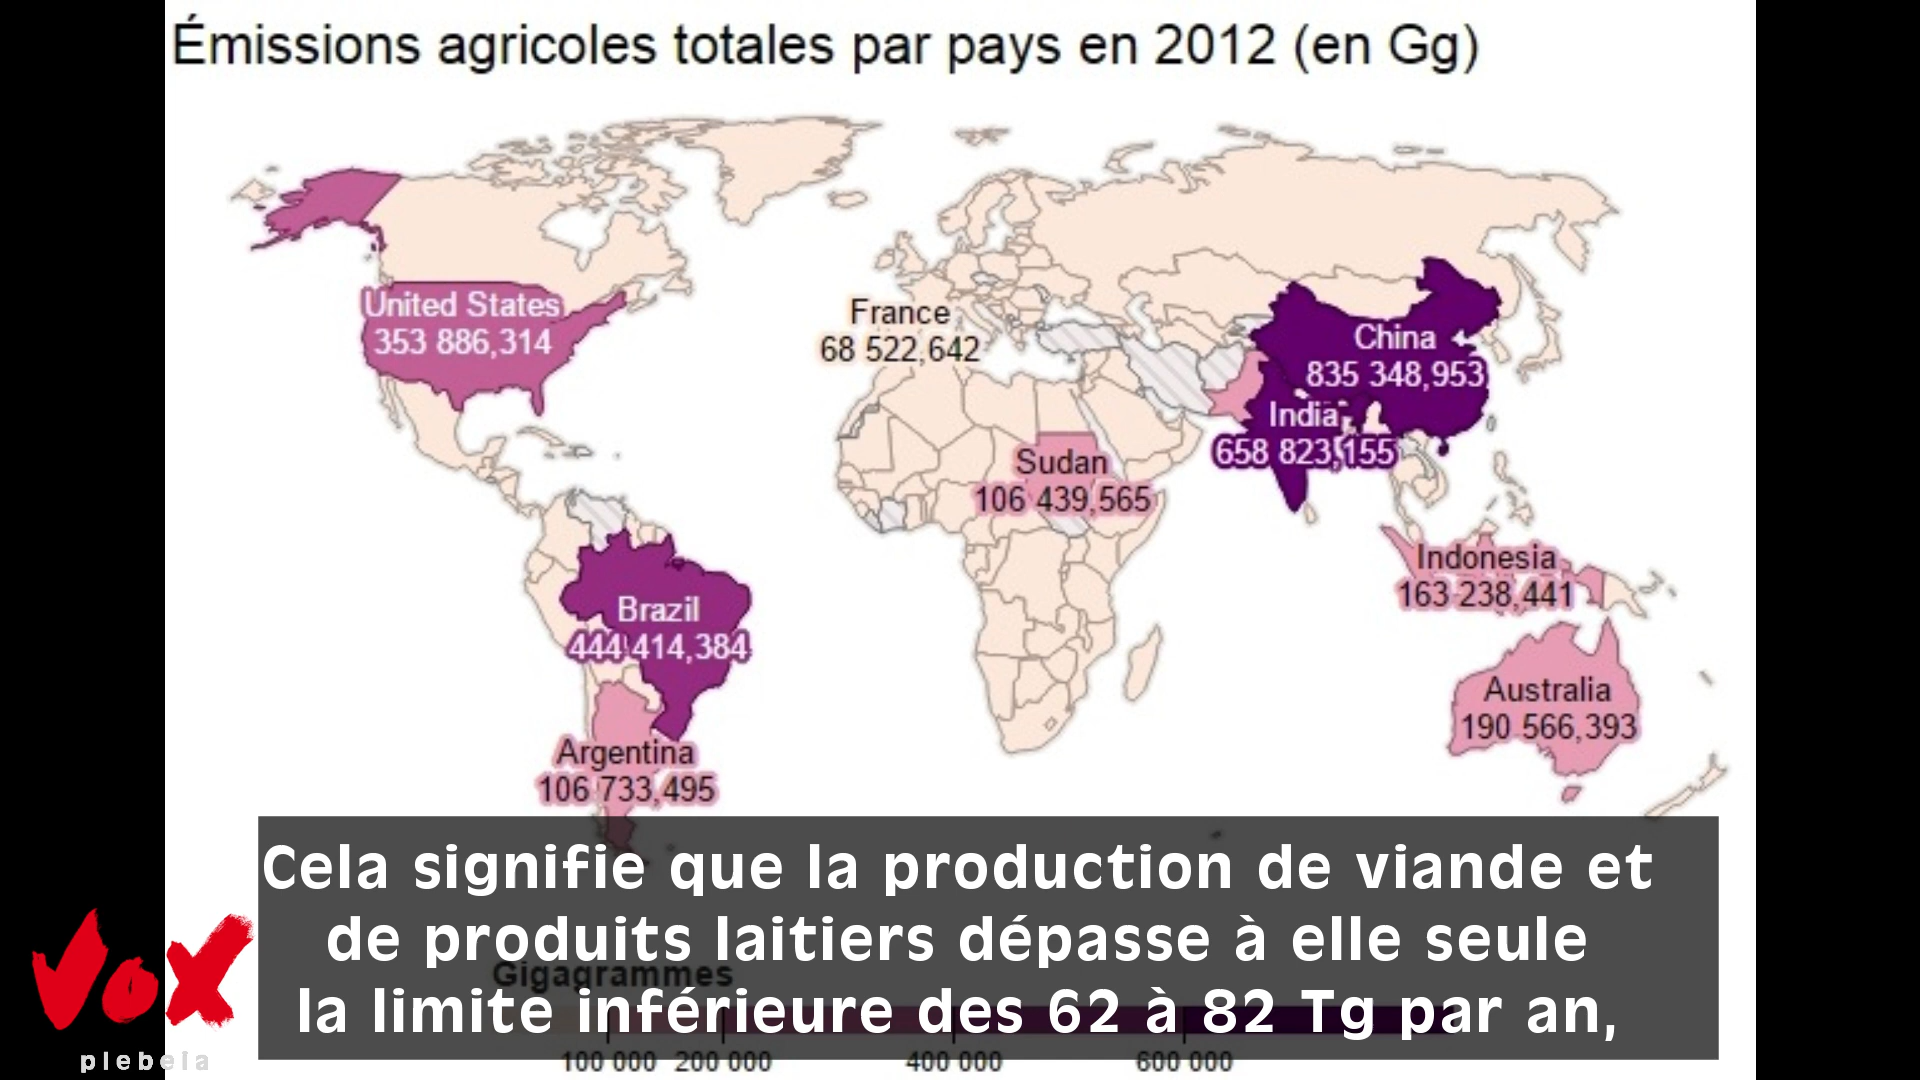 Émissions agricoles totales par pays en 2012 (en Gg)
United States
353 886,314
France
68 522,642
China
835 348,953
India
658 823,155
Sudan
106 439,565
Indonesia
163 238,441
Brazil
444 414,384
Australia
190 566,393
Argentina
106 733,495
Cela signifie que la production de viande et
de produits laitiers dépasse à elle seule
Gigagrammes
la limite inférieure des 62 à 82 Tg par an,
100 000 200 000 400 000 600 000
vox
plebeia